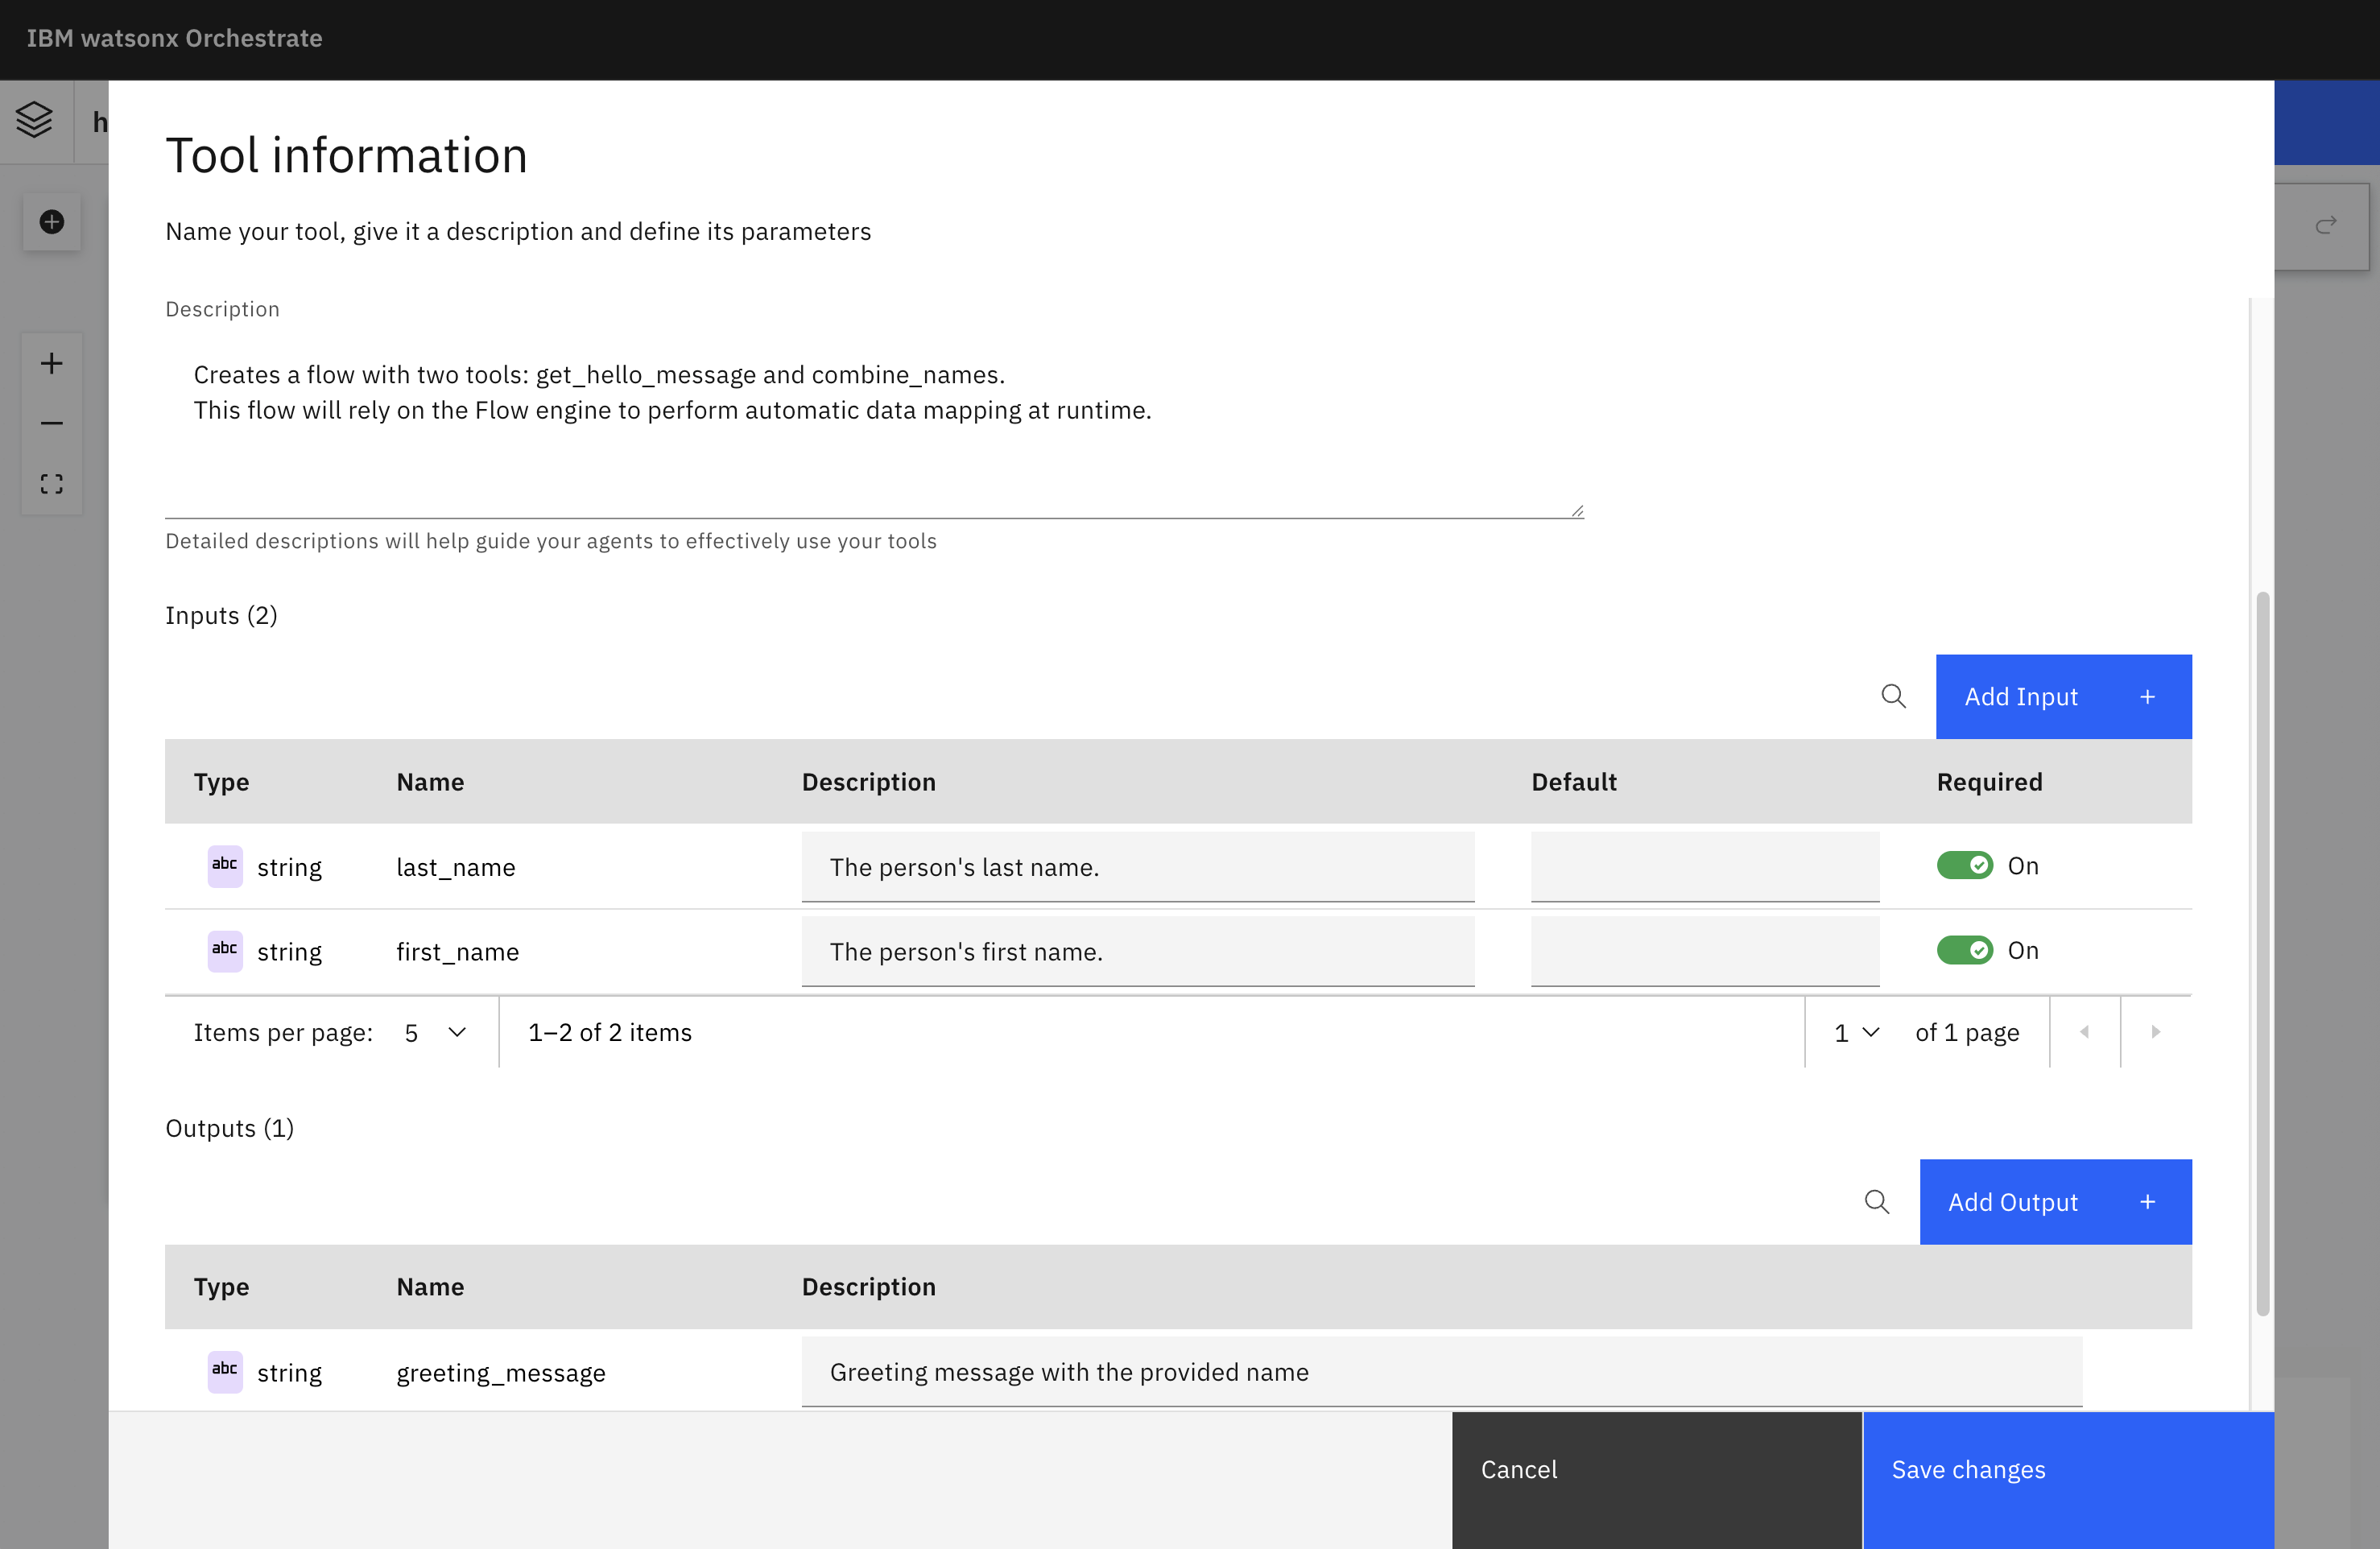 IBM watsonx Orchestrate
h
Tool information
Name your tool, give it a description and define its parameters
Description
Creates a flow with two tools: get_hello_message and combine_names.
This flow will rely on the Flow engine to perform automatic data mapping at runtime.
Detailed descriptions will help guide your agents to effectively use your tools
Inputs (2)
Add Input +
Type Name Description Default Required
abc string last_name The person's last name. On
abc string first_name The person's first name. On
Items per page: 5 1–2 of 2 items 1 of 1 page
Outputs (1)
Add Output +
Type Name Description
abc string greeting_message Greeting message with the provided name
Cancel Save changes